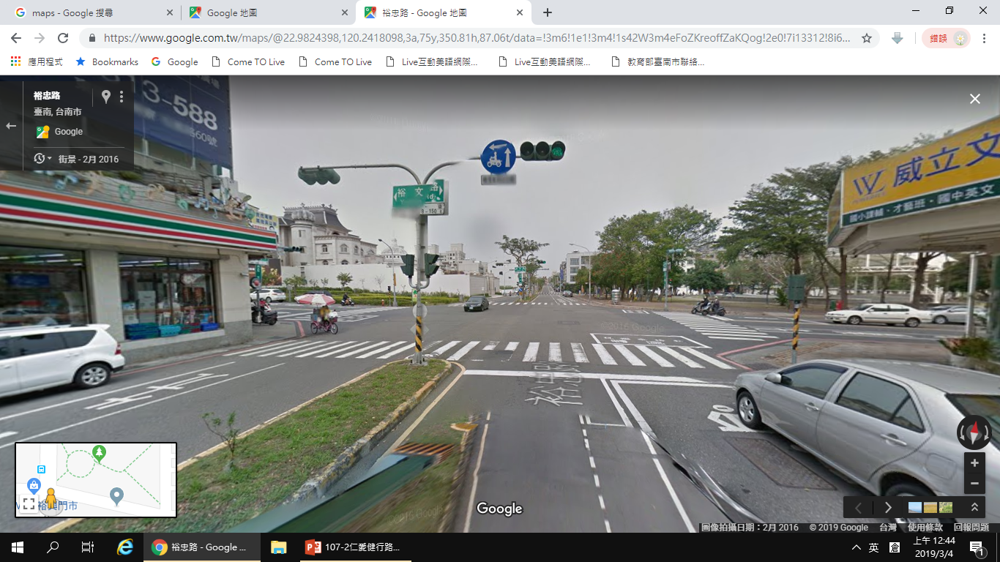 maps - Google 搜尋
Google 地圖
裕忠路 - Google 地圖
https://www.google.com.tw/maps/@22.9824398,120.2418098,3a,75y,350.81h,87.06t/data=!3m6!1e1!3m4!1s42W3m4eFoZKreoffZaKQog!2e0!7i13312!8i6...
錯誤
應用程式
Bookmarks
Google
Come TO Live
Come TO Live
Live互動美語網際...
Live互動美語網際...
教育部臺南市聯絡...
裕忠路
臺南, 台南市
Google
街景 - 2月 2016
3-588
360號
裕文路
9-150
WL 威立文
國小課輔·才藝班·國中英文
裕忠路
裕興門市
Google
圖像拍攝日期：2月 2016 © 2019 Google 台灣 使用條款 回報問題
裕忠路 - Google ...
107-2仁愛健行路...
英
倉
上午 12:44
2019/3/4
1